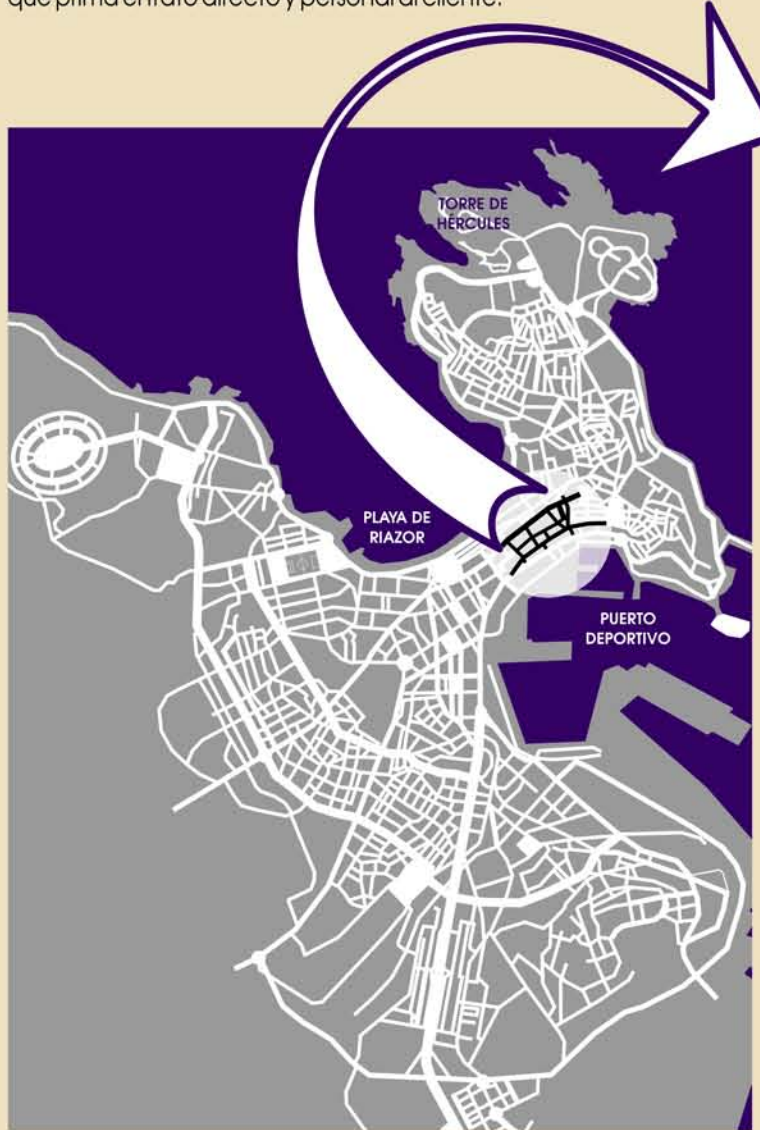 que prima el trato directo y personal al cliente.
TORRE DE
HÉRCULES
PLAYA DE
RIAZOR
PUERTO
DEPORTIVO